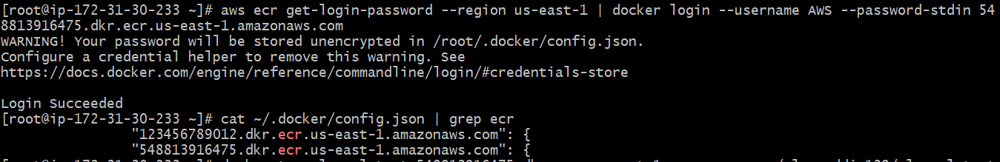 [root@ip-172-31-30-233 ~]# aws ecr get-login-password --region us-east-1 | docker login --username AWS --password-stdin 54
8813916475.dkr.ecr.us-east-1.amazonaws.com
WARNING! Your password will be stored unencrypted in /root/.docker/config.json.
Configure a credential helper to remove this warning. See
https://docs.docker.com/engine/reference/commandline/login/#credentials-store
Login Succeeded
[root@ip-172-31-30-233 ~]# cat ~/.docker/config.json | grep ecr
"123456789012.dkr.ecr.us-east-1.amazonaws.com": {
"548813916475.dkr.ecr.us-east-1.amazonaws.com": {